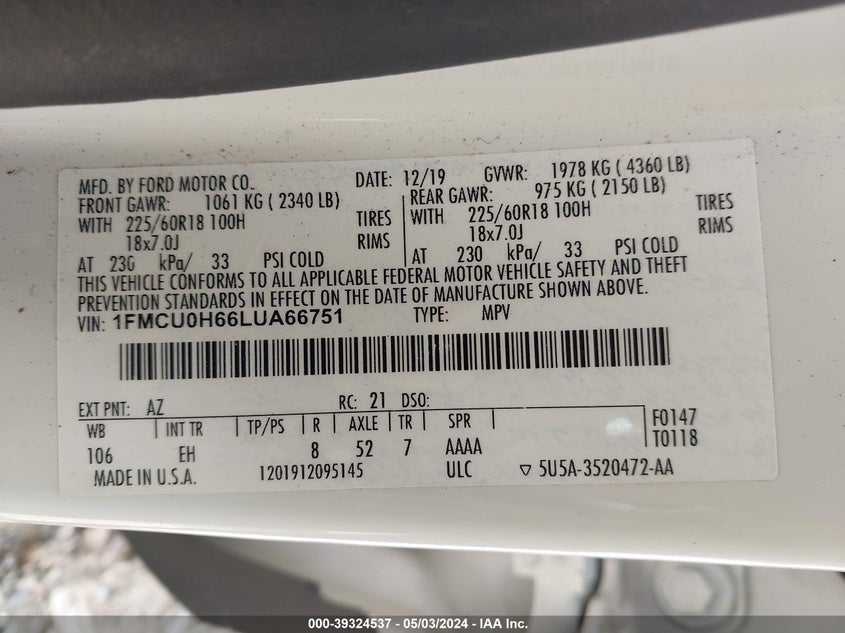 MFD. BY FORD MOTOR CO. DATE: 12/19 GVWR: 1978 KG ( 4360 LB)
FRONT GAWR: 1061 KG ( 2340 LB) REAR GAWR: 975 KG ( 2150 LB)
WITH 225/60R18 100H TIRES WITH 225/60R18 100H TIRES
18x7.0J RIMS 18x7.0J RIMS
AT 230 kPa/ 33 PSI COLD AT 230 kPa/ 33 PSI COLD
THIS VEHICLE CONFORMS TO ALL APPLICABLE FEDERAL MOTOR VEHICLE SAFETY AND THEFT
PREVENTION STANDARDS IN EFFECT ON THE DATE OF MANUFACTURE SHOWN ABOVE.
VIN: 1FMCU0H66LUA66751 TYPE: MPV
EXT PNT: AZ RC: 21 DSO:
WB INT TR TP/PS R AXLE TR SPR F0147
106 EH 8 52 7 AAAA T0118
MADE IN U.S.A. 1201912095145 ULC ▽ 5U5A-3520472-AA
000-39324537 - 05/03/2024 - IAA Inc.